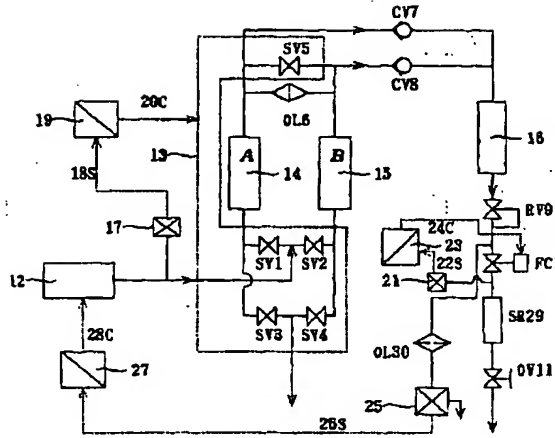 CV7
SV5
CV8
20C
19
OL6
13
16
A
B
18S
14
15
RV9
24C
17
23
SV1
SV2
22S
FC
12
21
SR29
SV3
SV4
28C
OL30
OV11
27
25
26S